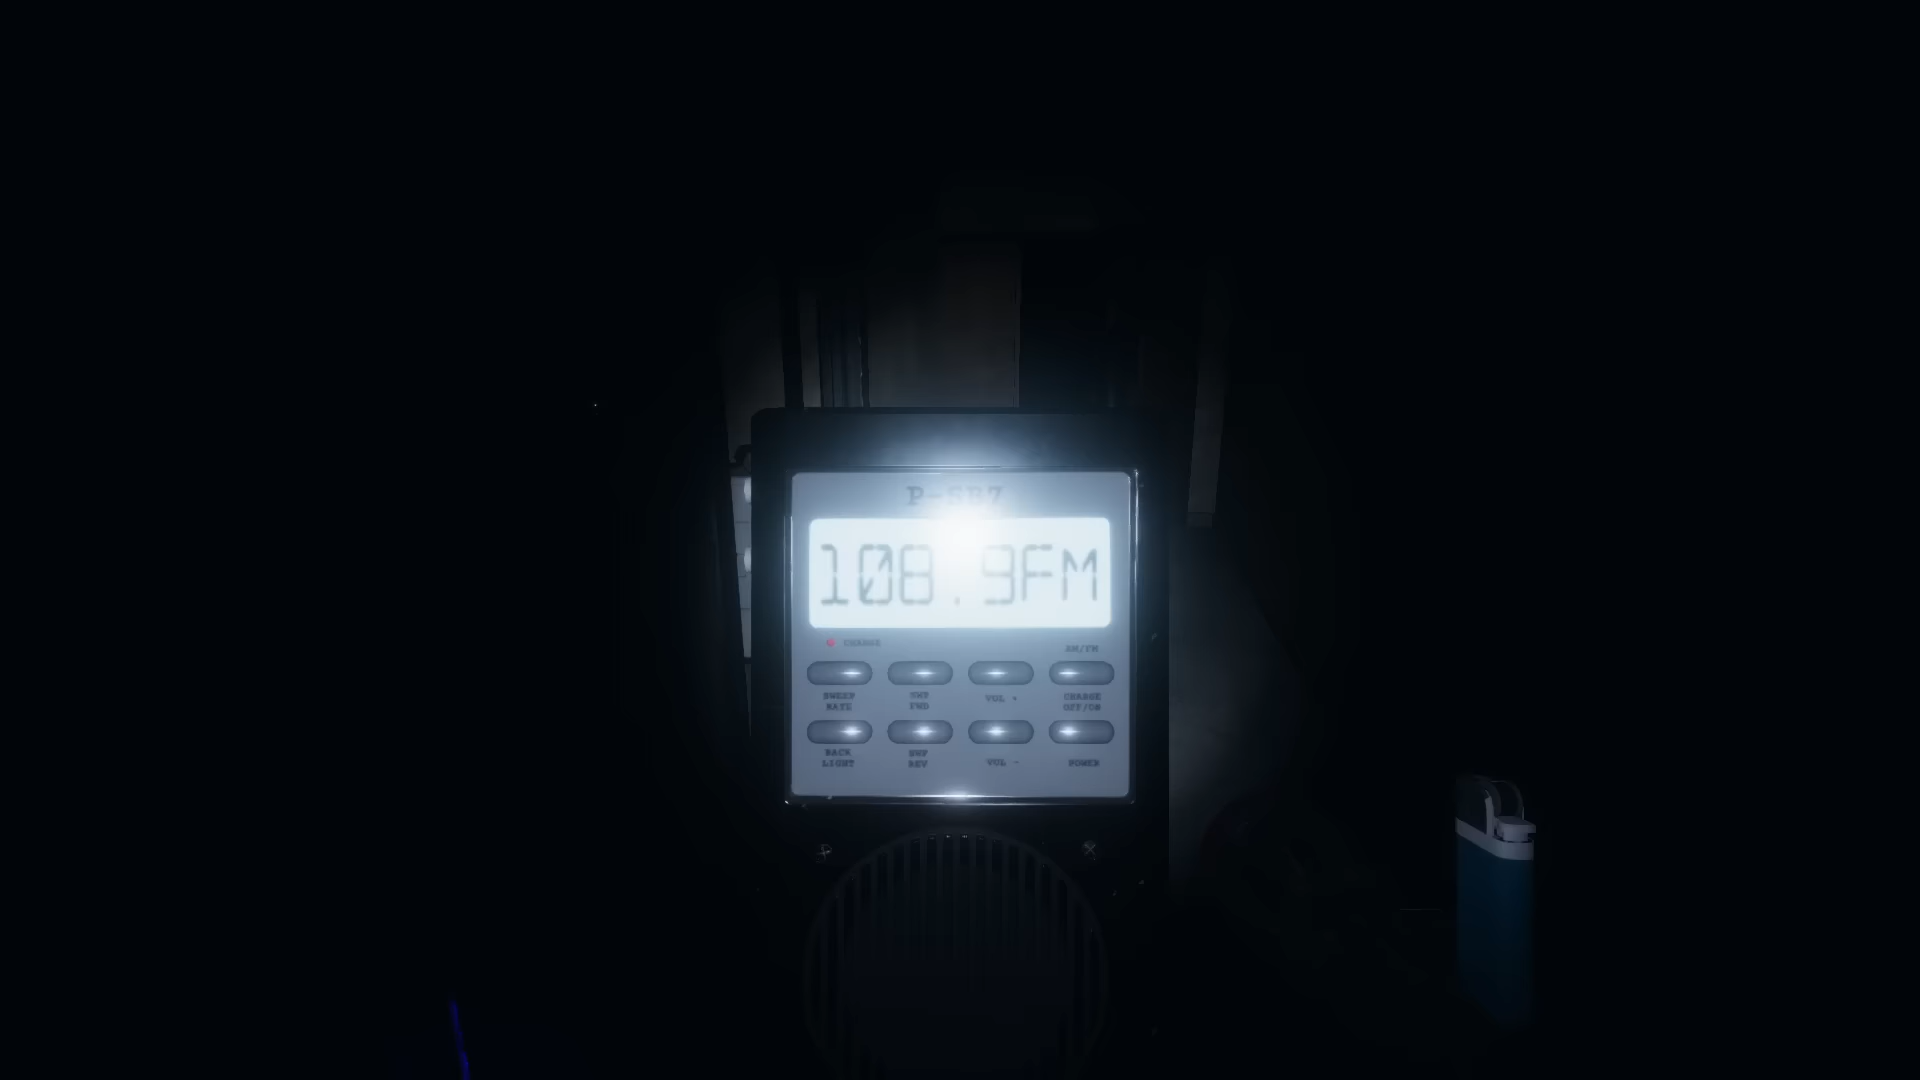 P-SB7
108.9FM
CHARGE
AM/FM
SWEEP RATE
SWP FWD
VOL +
CHARGE OFF/ON
BACK LIGHT
SWP REV
VOL -
POWER